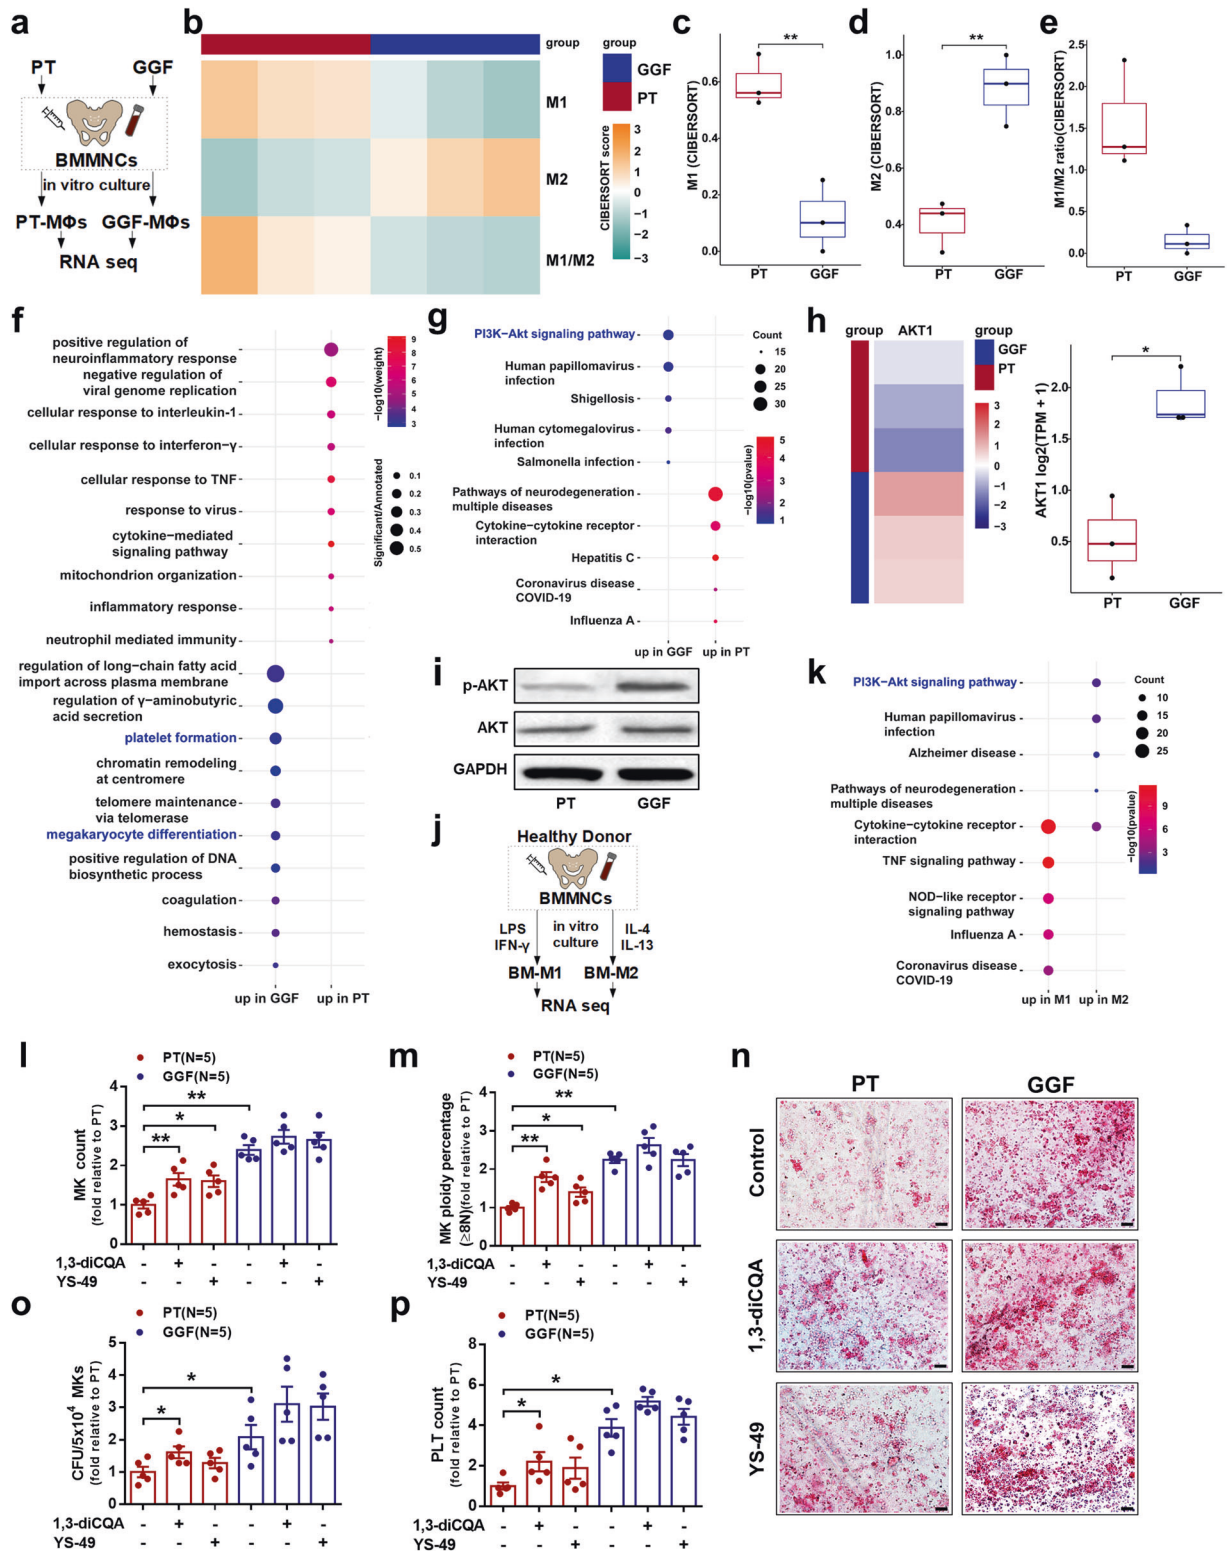 a
PT
GGF
BMMNCs
in vitro culture
PT-MΦs
GGF-MΦs
RNA seq
b
group
M1
M2
M1/M2
group
GGF
PT
CIBERSORT score
3
2
1
0
−1
−2
−3
c
**
M1 (CIBERSORT)
0.6
0.4
0.2
0.0
PT
GGF
d
**
M2 (CIBERSORT)
1.0
0.8
0.6
0.4
PT
GGF
e
M1/M2 ratio(CIBERSORT)
2.5
2.0
1.5
1.0
0.5
0.0
PT
GGF
f
positive regulation of
neuroinflammatory response
negative regulation of
viral genome replication
cellular response to interleukin−1
cellular response to interferon−γ
cellular response to TNF
response to virus
cytokine−mediated
signaling pathway
mitochondrion organization
inflammatory response
neutrophil mediated immunity
regulation of long−chain fatty acid
import across plasma membrane
regulation of γ−aminobutyric
acid secretion
platelet formation
chromatin remodeling
at centromere
telomere maintenance
via telomerase
megakaryocyte differentiation
positive regulation of DNA
biosynthetic process
coagulation
hemostasis
exocytosis
up in GGF
up in PT
−log10(weight)
9
8
7
6
5
4
3
Significant/Annotated
0.1
0.2
0.3
0.4
0.5
g
PI3K−Akt signaling pathway
Human papillomavirus
infection
Shigellosis
Human cytomegalovirus
infection
Salmonella infection
Pathways of neurodegeneration
multiple diseases
Cytokine−cytokine receptor
interaction
Hepatitis C
Coronavirus disease
COVID−19
Influenza A
up in GGF
up in PT
Count
15
20
25
30
−log10(pvalue)
5
4
3
2
1
h
group
AKT1
group
GGF
PT
3
2
1
0
−1
−2
−3
*
AKT1 log2(TPM + 1)
2.0
1.5
1.0
0.5
PT
GGF
i
p-AKT
AKT
GAPDH
PT
GGF
j
Healthy Donor
BMMNCs
LPS
IFN-γ
in vitro
culture
IL-4
IL-13
BM-M1
BM-M2
RNA seq
k
PI3K−Akt signaling pathway
Human papillomavirus
infection
Alzheimer disease
Pathways of neurodegeneration
multiple diseases
Cytokine−cytokine receptor
interaction
TNF signaling pathway
NOD−like receptor
signaling pathway
Influenza A
Coronavirus disease
COVID−19
up in M1
up in M2
Count
10
15
20
25
−log10(pvalue)
9
6
3
l
PT(N=5)
GGF(N=5)
MK count
(fold relative to PT)
4
3
2
1
0
**
*
**
1,3-diCQA - + - - + -
YS-49 - - + - - +
m
PT(N=5)
GGF(N=5)
MK ploidy percentage
(≥8N)(fold relative to PT)
4
3
2
1
0
**
*
**
- + - - + -
- - + - - +
n
PT
GGF
Control
1,3-diCQA
YS-49
o
PT(N=5)
GGF(N=5)
CFU/5x10⁴ MKs
(fold relative to PT)
5
4
3
2
1
0
*
*
1,3-diCQA - + - - + -
YS-49 - - + - - +
p
PT(N=5)
GGF(N=5)
PLT count
(fold relative to PT)
8
6
4
2
0
*
*
- + - - + -
- - + - - +